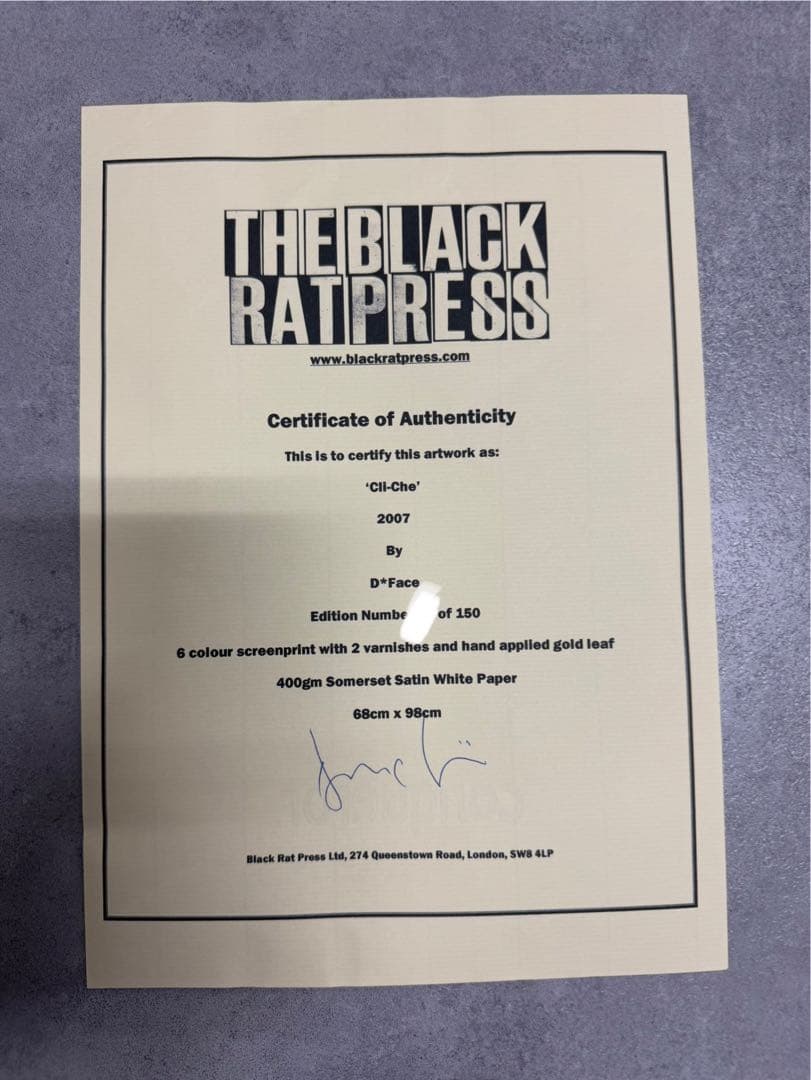 THE BLACK
RAT PRESS
www.blackratpress.com
Certificate of Authenticity
This is to certify this artwork as:
‘Cli-Che’
2007
By
D*Face
Edition Numbe of 150
6 colour screenprint with 2 varnishes and hand applied gold leaf
400gm Somerset Satin White Paper
68cm x 98cm
Black Rat Press Ltd, 274 Queenstown Road, London, SW8 4LP